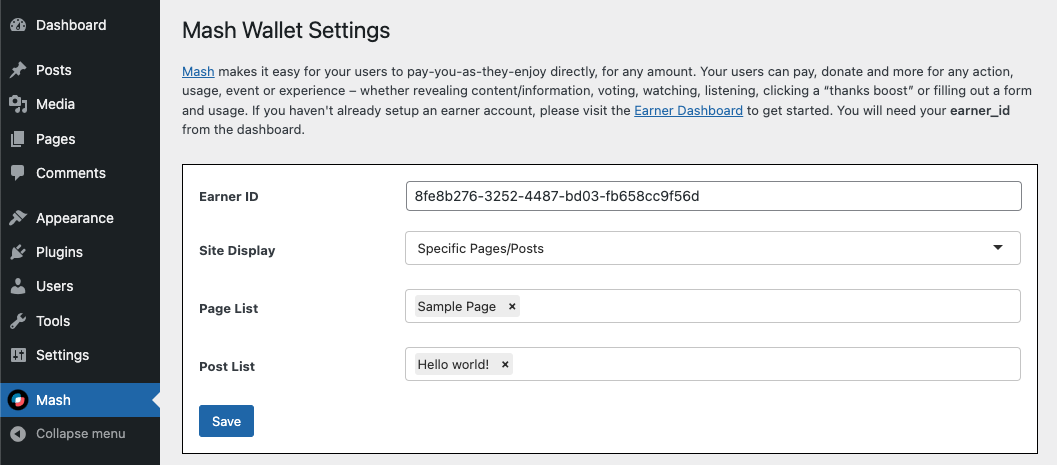 Dashboard
Posts
Media
Pages
Comments
Appearance
Plugins
Users
Tools
Settings
Mash
Collapse menu
Mash Wallet Settings
Mash makes it easy for your users to pay-you-as-they-enjoy directly, for any amount. Your users can pay, donate and more for any action,
usage, event or experience – whether revealing content/information, voting, watching, listening, clicking a “thanks boost” or filling out a form
and usage. If you haven't already setup an earner account, please visit the Earner Dashboard to get started. You will need your earner_id
from the dashboard.
Earner ID
8fe8b276-3252-4487-bd03-fb658cc9f56d
Site Display
Specific Pages/Posts
Page List
Sample Page ×
Post List
Hello world! ×
Save